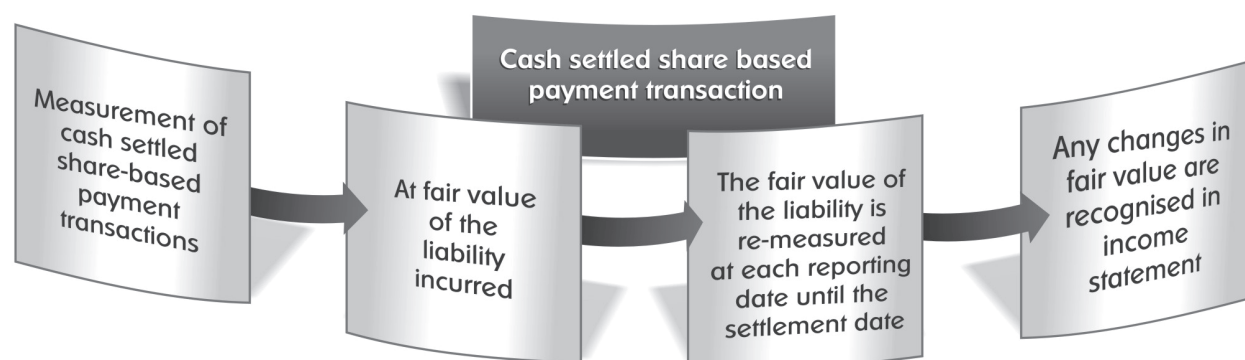 Cash settled share based
payment transaction
Measurement of
cash settled
share-based
payment
transactions
At fair value
of the
liability
incurred
The fair value of
the liability is
re-measured
at each reporting
date until the
settlement date
Any changes in
fair value are
recognised in
income
statement